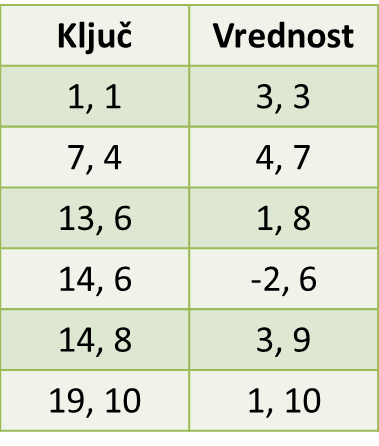 Ključ Vrednost
1, 1 3, 3
7, 4 4, 7
13, 6 1, 8
14, 6 -2, 6
14, 8 3, 9
19, 10 1, 10